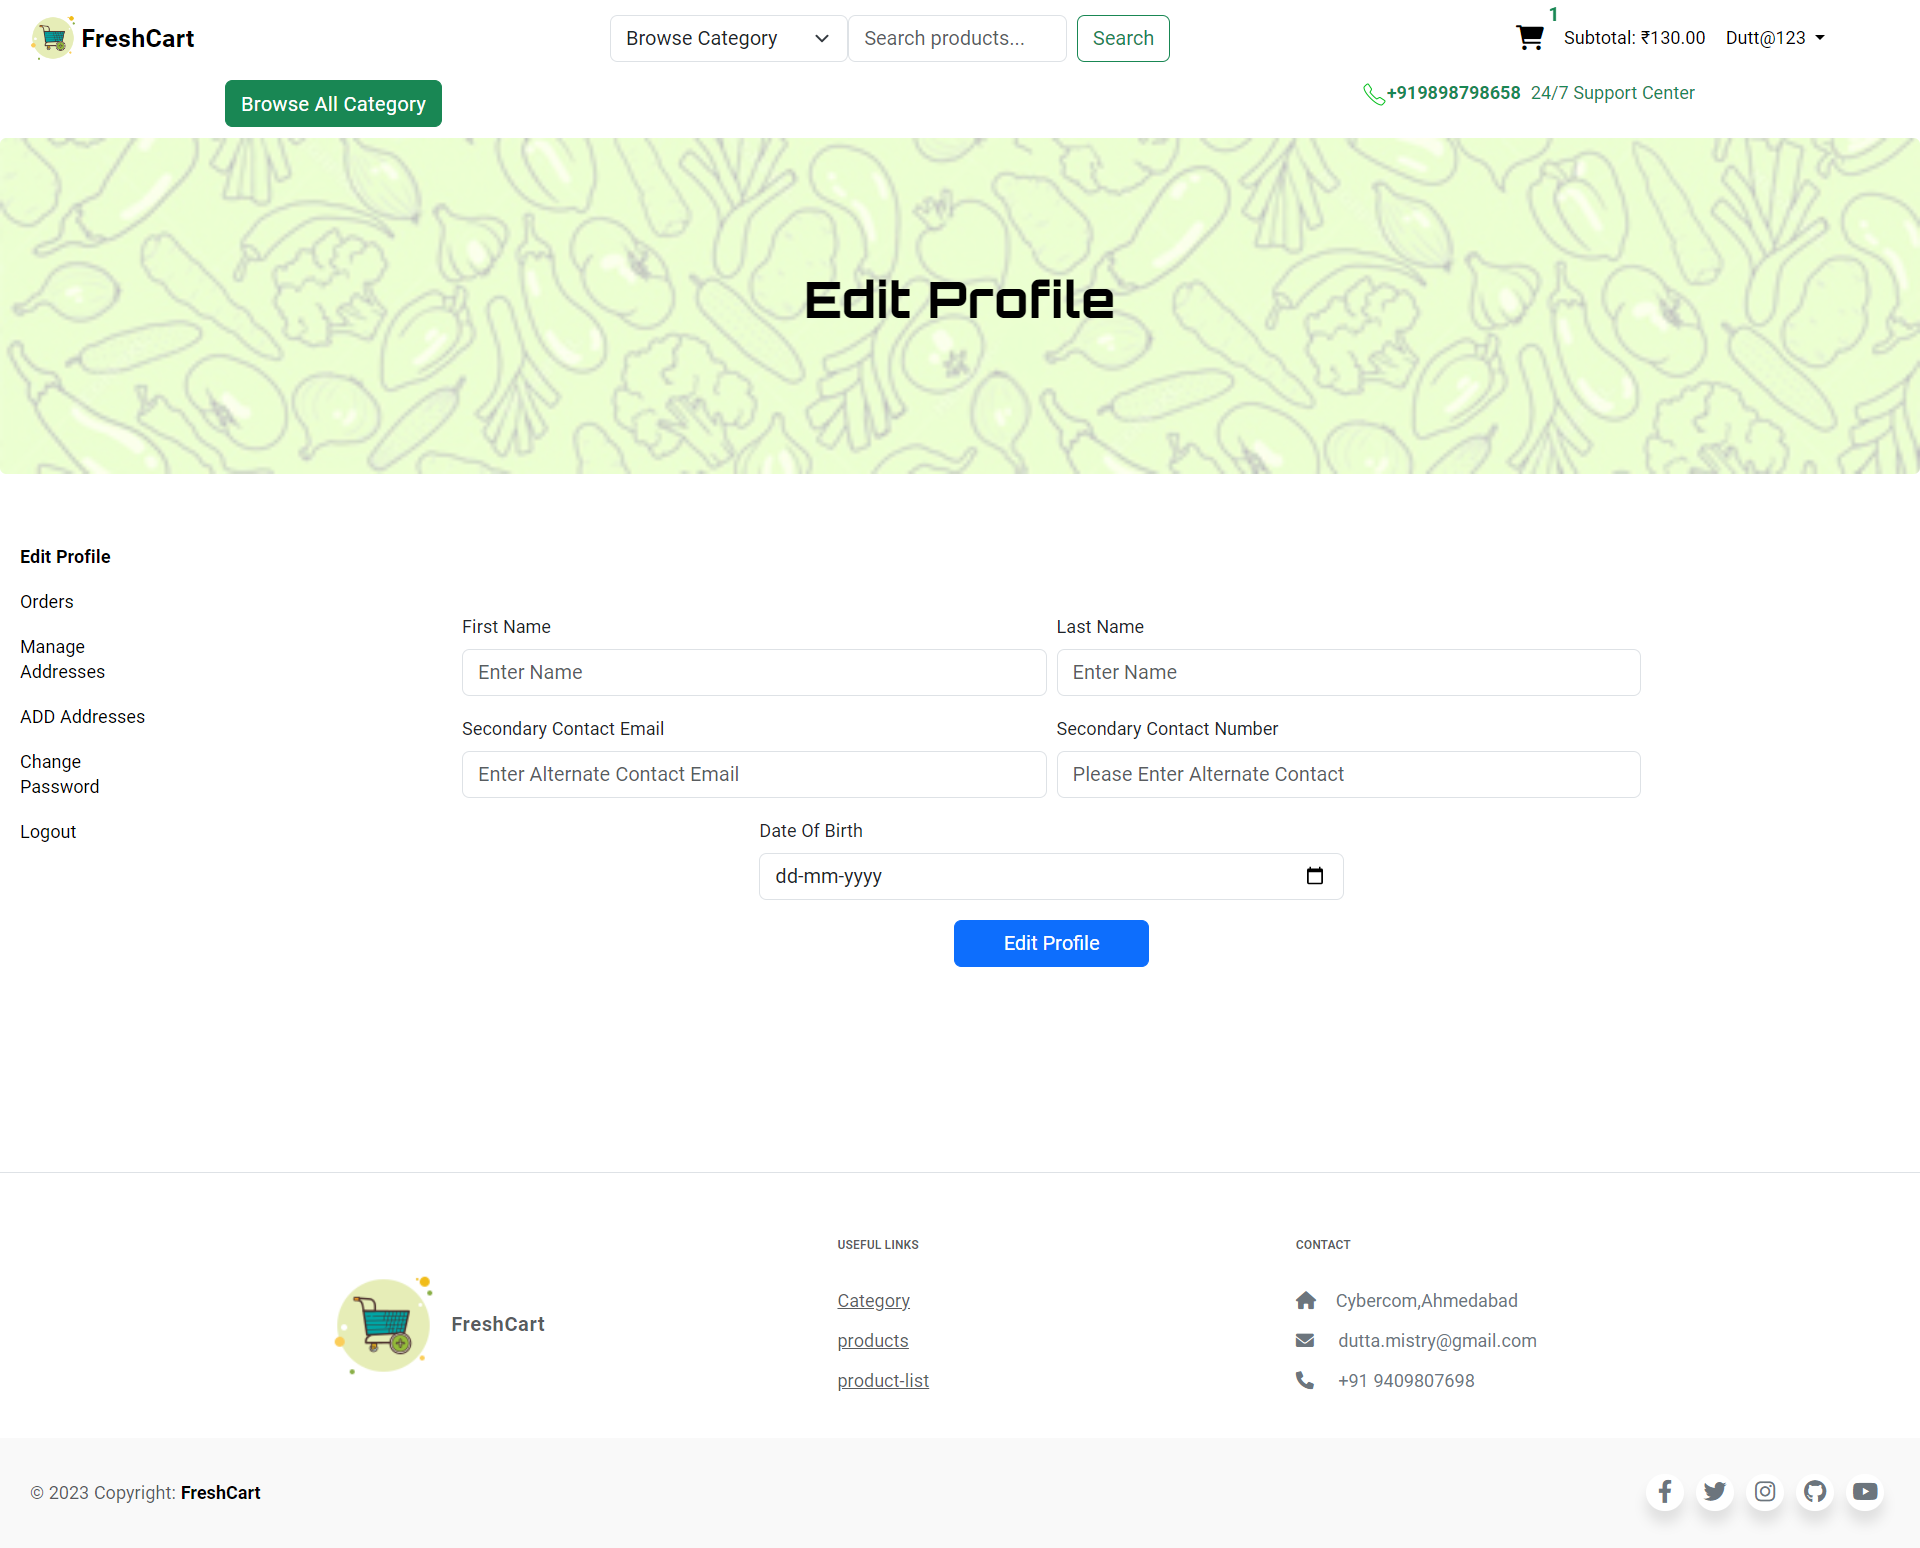 FreshCart
Browse Category
Search products...
Search
1
Subtotal: ₹130.00
Dutt@123
Browse All Category
+919898798658 24/7 Support Center
Edit Profile
Edit Profile
Orders
Manage
Addresses
ADD Addresses
Change
Password
Logout
First Name
Last Name
Enter Name
Enter Name
Secondary Contact Email
Secondary Contact Number
Enter Alternate Contact Email
Please Enter Alternate Contact
Date Of Birth
dd-mm-yyyy
Edit Profile
FreshCart
USEFUL LINKS
Category
products
product-list
CONTACT
Cybercom,Ahmedabad
dutta.mistry@gmail.com
+91 9409807698
© 2023 Copyright: FreshCart